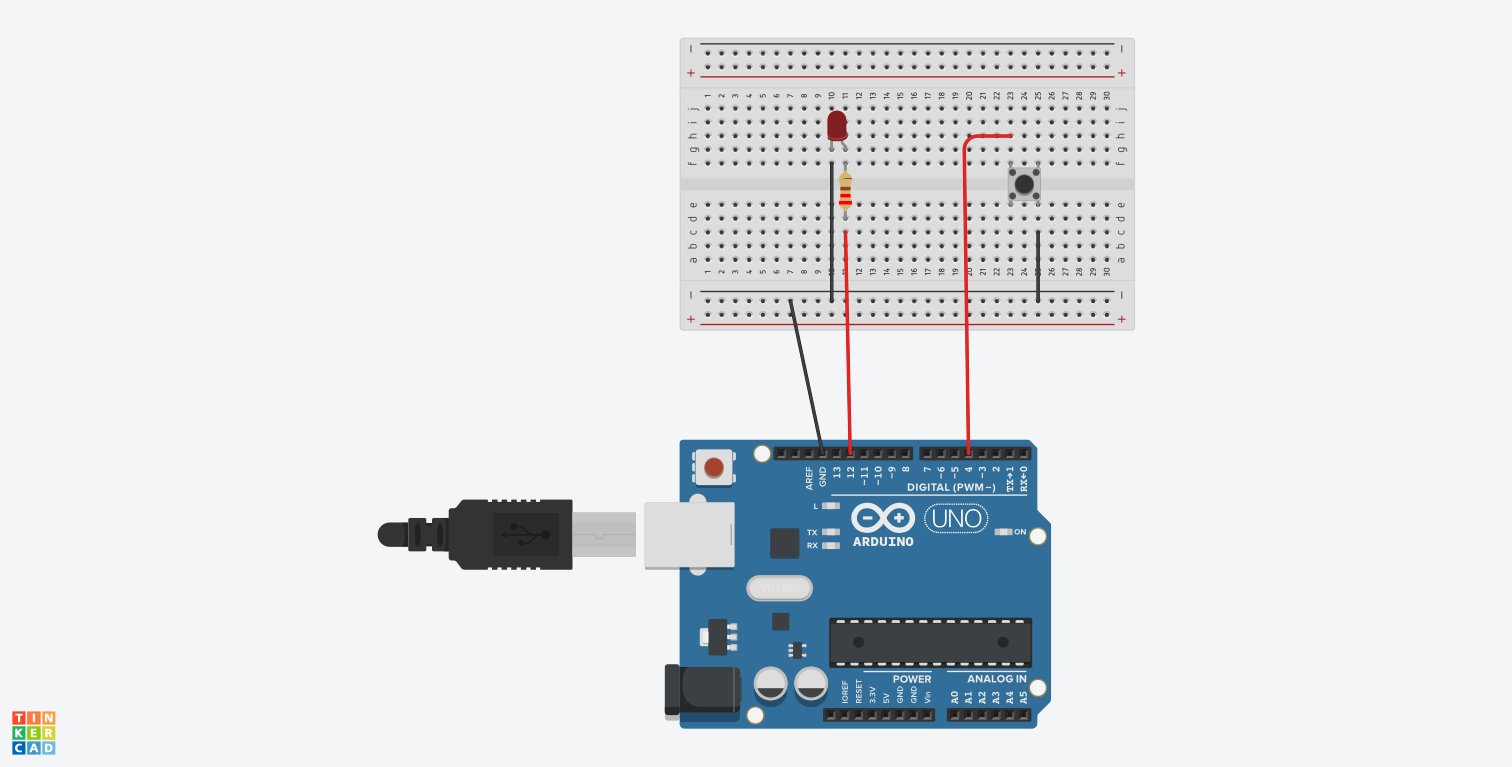 − −
+ +
1 2 3 4 5 6 7 8 9 10 11 12 13 14 15 16 17 18 19 20 21 22 23 24 25 26 27 28 29 30
j j
i i
h h
g g
f f
e e
d d
c c
b b
a a
1 2 3 4 5 6 7 8 9 10 11 12 13 14 15 16 17 18 19 20 21 22 23 24 25 26 27 28 29 30
− −
+ +
AREF GND 13 12 ~11 ~10 ~9 8 7 ~6 ~5 4 ~3 2 TX→1 RX←0
DIGITAL (PWM~)
L
TX
RX
UNO
ON
ARDUINO
POWER
ANALOG IN
IOREF RESET 3.3V 5V GND GND Vin A0 A1 A2 A3 A4 A5
TIN
KER
CAD